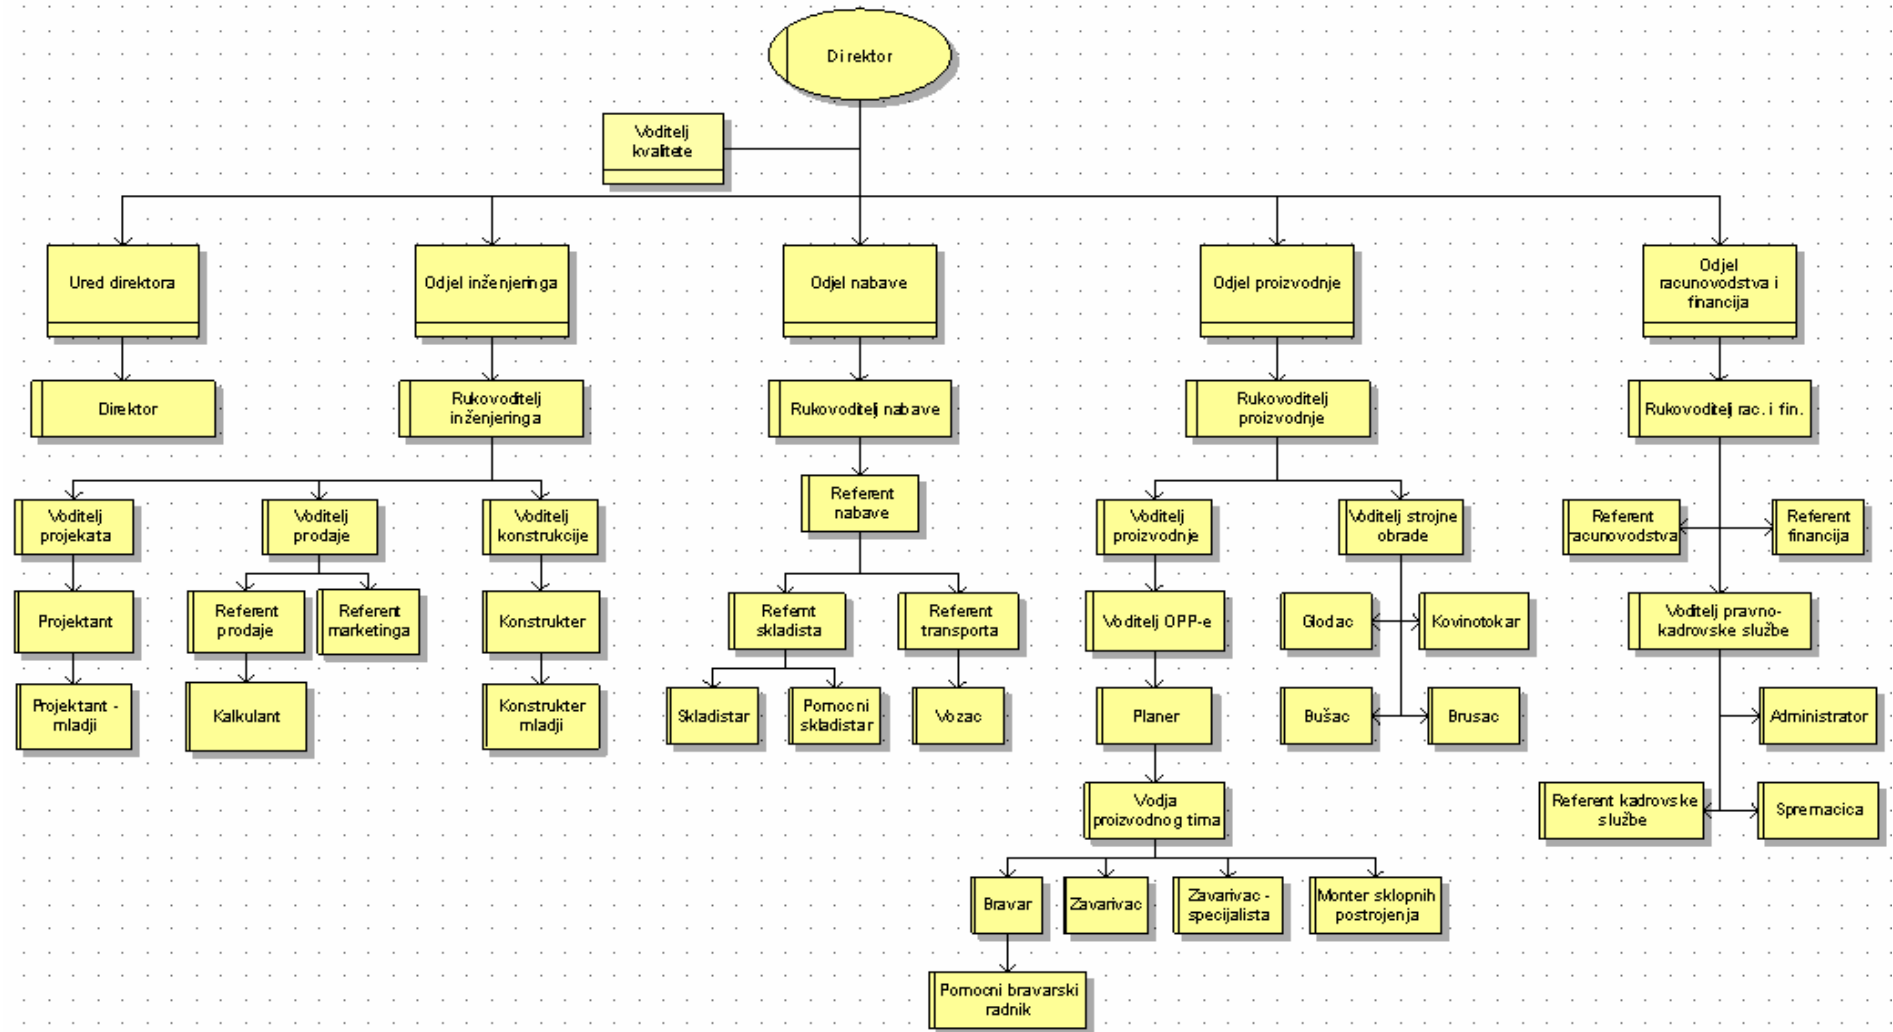 Direktor
Voditelj
kvalitete
Ured direktora
Odjel inženjeringa
Odjel nabave
Odjel proizvodnje
Odjel
racunovodstva i
financija
Direktor
Rukovoditelj
inženjeringa
Rukovoditelj nabave
Rukovoditelj
proizvodnje
Rukovoditelj rac. i fin.
Voditelj
projekata
Voditelj
prodaje
Voditelj
konstrukcije
Referent
nabave
Voditelj
proizvodnje
Voditelj strojne
obrade
Referent
racunovodstva
Referent
financija
Projektant
Referent
prodaje
Referent
marketinga
Konstrukter
Refernt
skladista
Referent
transporta
Voditelj OPP-e
Glodac
Kovinotokar
Voditelj pravno-
kadrovske službe
Projektant -
mladji
Kalkulant
Konstrukter
mladji
Skladistar
Pomocni
skladistar
Vozac
Planer
Bušac
Brusac
Administrator
Vodja
proizvodnog tima
Referent kadrovske
službe
Spremacica
Bravar
Zavarivac
Zavarivac -
specijalista
Monter sklopnih
postrojenja
Pomocni bravarski
radnik